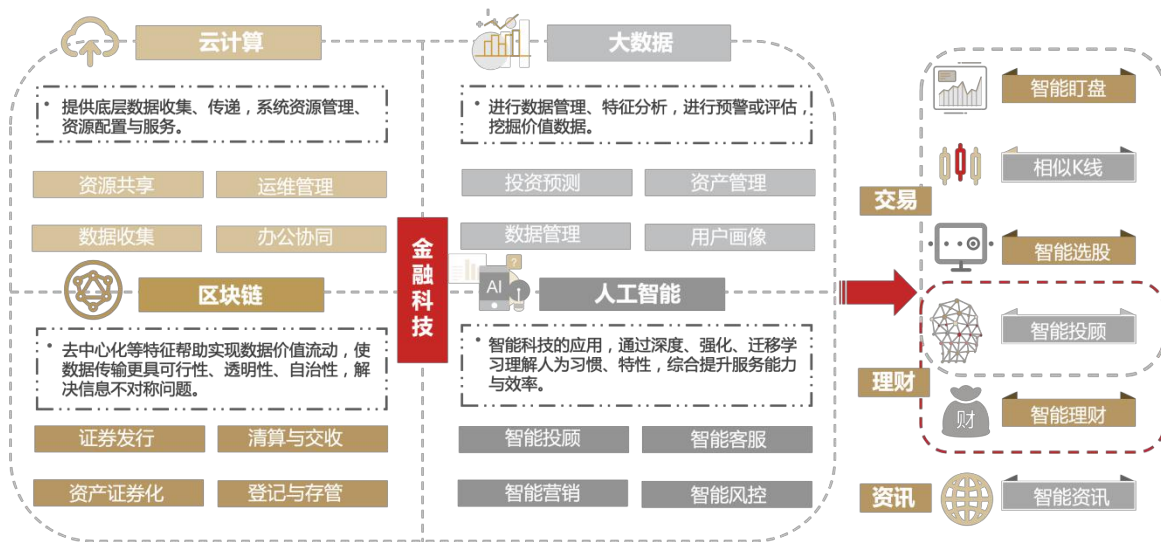 云计算
• 提供底层数据收集、传递，系统资源管理、
资源配置与服务。
资源共享
运维管理
数据收集
办公协同
大数据
• 进行数据管理、特征分析，进行预警或评估，
挖掘价值数据。
投资预测
资产管理
数据管理
用户画像
金融科技
区块链
• 去中心化等特征帮助实现数据价值流动，使
数据传输更具可行性、透明性、自治性，解
决信息不对称问题。
证券发行
清算与交收
资产证券化
登记与存管
?
AI
人工智能
• 智能科技的应用，通过深度、强化、迁移学
习理解人为习惯、特性，综合提升服务能力
与效率。
智能投顾
智能客服
智能营销
智能风控
交易
智能盯盘
相似K线
智能选股
理财
智能投顾
财
智能理财
资讯
智能资讯